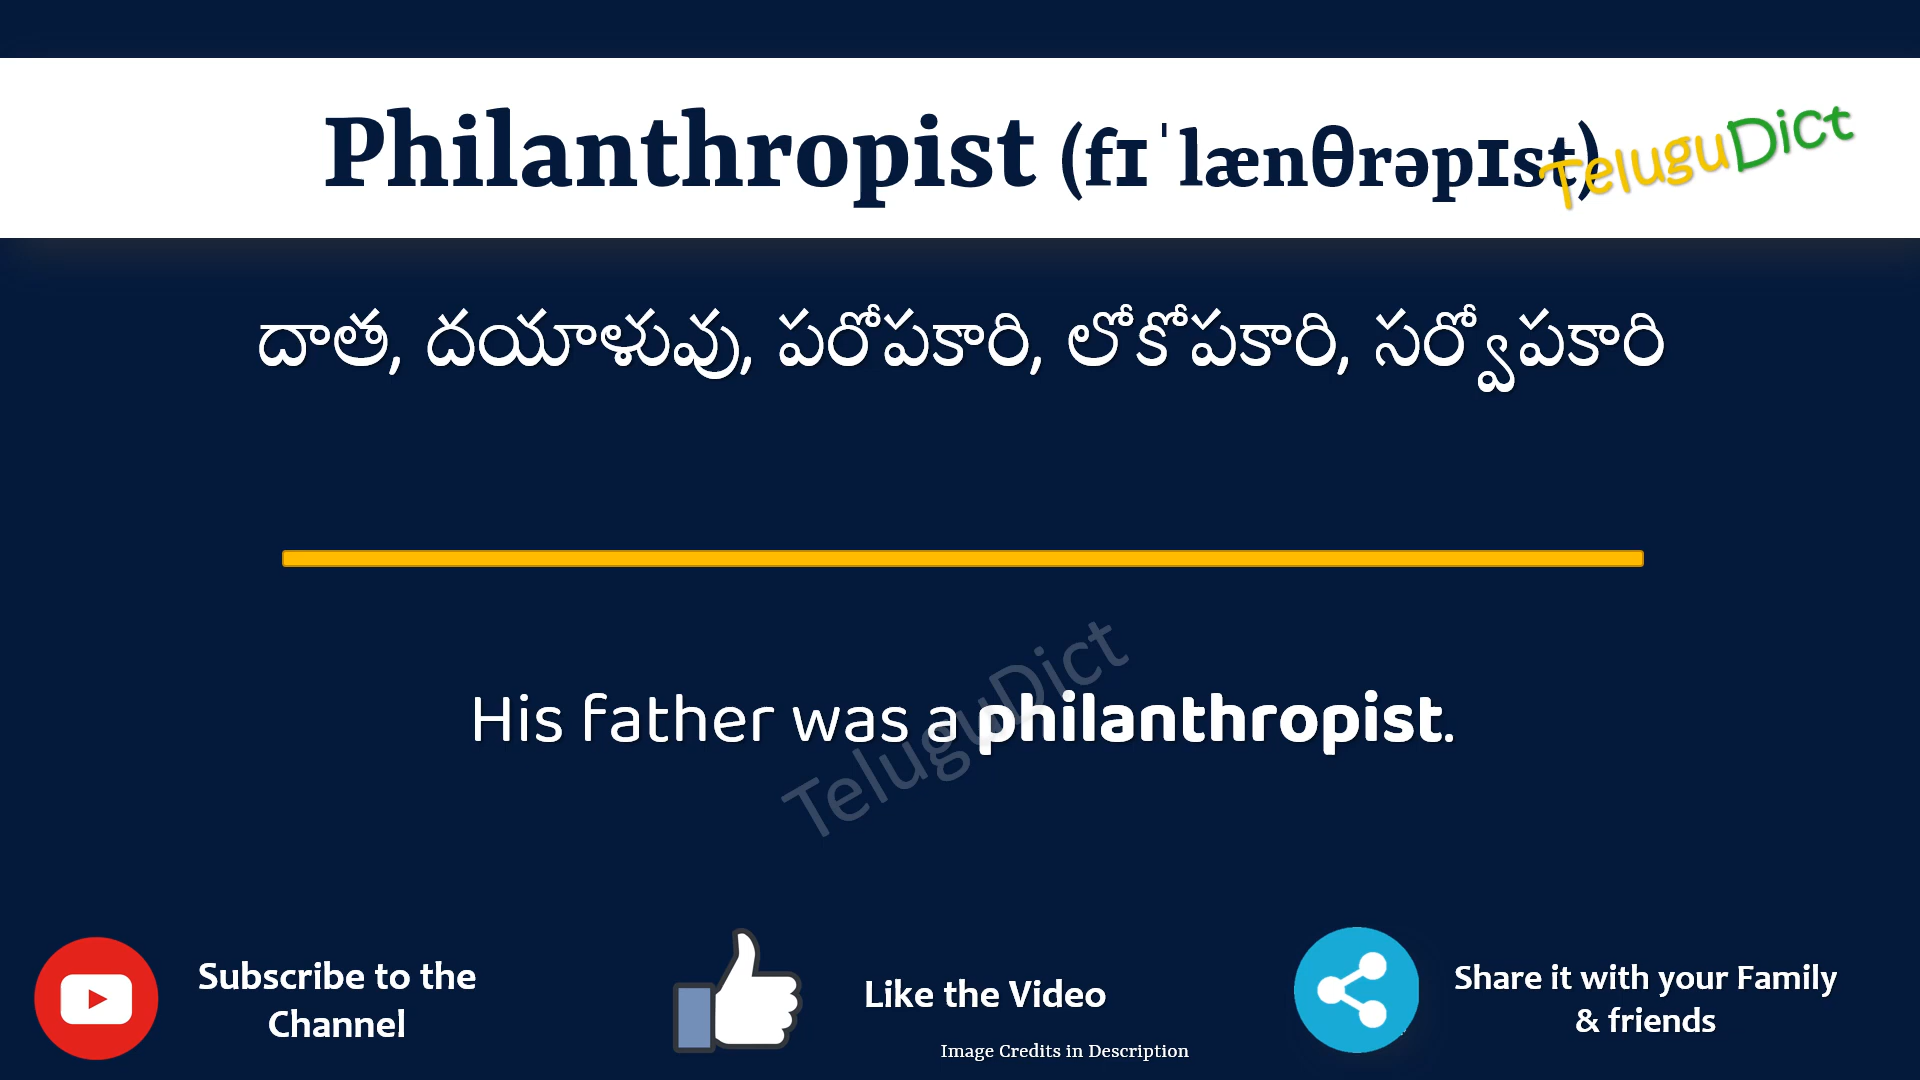 Philanthropist (fɪˈlænθrəpɪst)
TeluguDict
దాత, దయాళువు, పరోపకారి, లోకోపకారి, సర్వోపకారి
TeluguDict
His father was a philanthropist.
Subscribe to the
Channel
Like the Video
Share it with your Family
& friends
Image Credits in Description